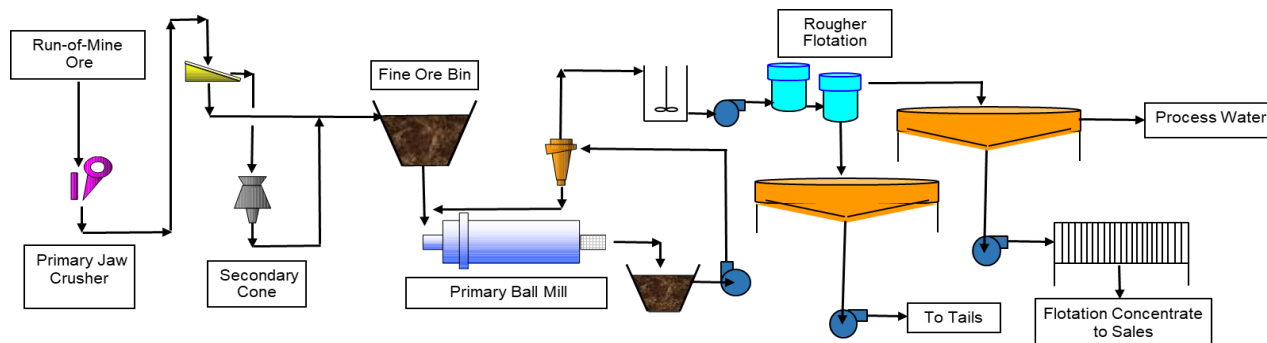 Run-of-Mine
Ore
Primary Jaw
Crusher
Secondary
Cone
Fine Ore Bin
Primary Ball Mill
Rougher
Flotation
Process Water
To Tails
Flotation Concentrate
to Sales